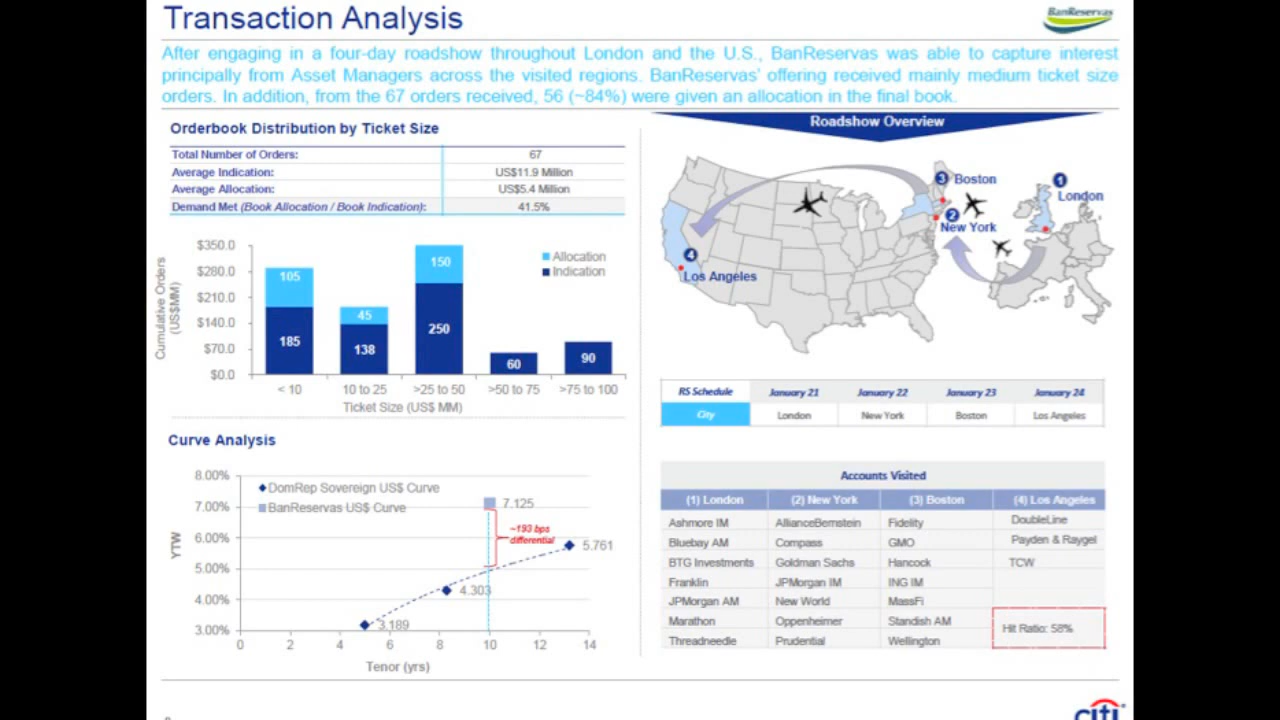 Transaction Analysis
BanReservas
After engaging in a four-day roadshow throughout London and the U.S., BanReservas was able to capture interest
principally from Asset Managers across the visited regions. BanReservas' offering received mainly medium ticket size
orders. In addition, from the 67 orders received, 56 (~84%) were given an allocation in the final book.
Orderbook Distribution by Ticket Size
Total Number of Orders: 67
Average Indication: US$11.9 Million
Average Allocation: US$5.4 Million
Demand Met (Book Allocation / Book Indication): 41.5%
Cumulative Orders
(US$MM)
$350.0
$280.0
$210.0
$140.0
$70.0
$0.0
Allocation
Indication
105
185
45
138
150
250
60
90
< 10 10 to 25 >25 to 50 >50 to 75 >75 to 100
Ticket Size (US$ MM)
Curve Analysis
YTW
8.00%
7.00%
6.00%
5.00%
4.00%
3.00%
DomRep Sovereign US$ Curve
BanReservas US$ Curve
7.125
~193 bps
differential
5.761
4.303
3.189
0 2 4 6 8 10 12 14
Tenor (yrs)
Roadshow Overview
3 Boston
1
London
2
New York
4
Los Angeles
RS Schedule January 21 January 22 January 23 January 24
City London New York Boston Los Angeles
Accounts Visited
(1) London (2) New York (3) Boston (4) Los Angeles
Ashmore IM AllianceBernstein Fidelity DoubleLine
Bluebay AM Compass GMO Payden & Raygel
BTG Investments Goldman Sachs Hancock TCW
Franklin JPMorgan IM ING IM
JPMorgan AM New World MassFi
Marathon Oppenheimer Standish AM
Threadneedle Prudential Wellington
Hit Ratio: 58%
citi